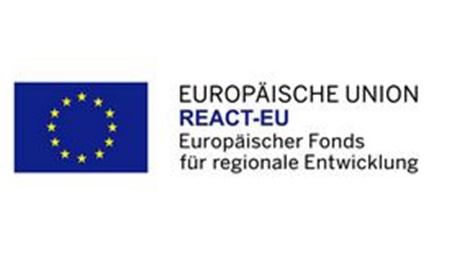 EUROPÄISCHE UNION
REACT-EU
Europäischer Fonds
für regionale Entwicklung